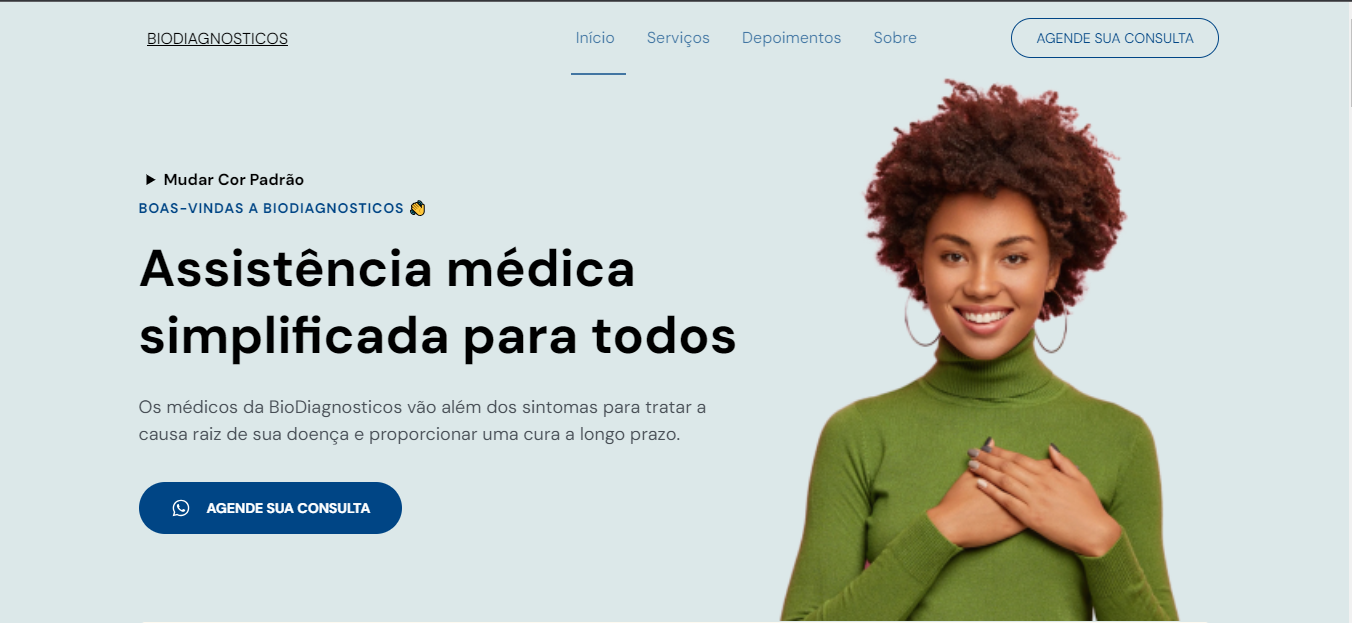 BIODIAGNOSTICOS
Início Serviços Depoimentos Sobre
AGENDE SUA CONSULTA
▶ Mudar Cor Padrão
BOAS-VINDAS A BIODIAGNOSTICOS 👏
Assistência médica
simplificada para todos
Os médicos da BioDiagnosticos vão além dos sintomas para tratar a
causa raiz de sua doença e proporcionar uma cura a longo prazo.
AGENDE SUA CONSULTA